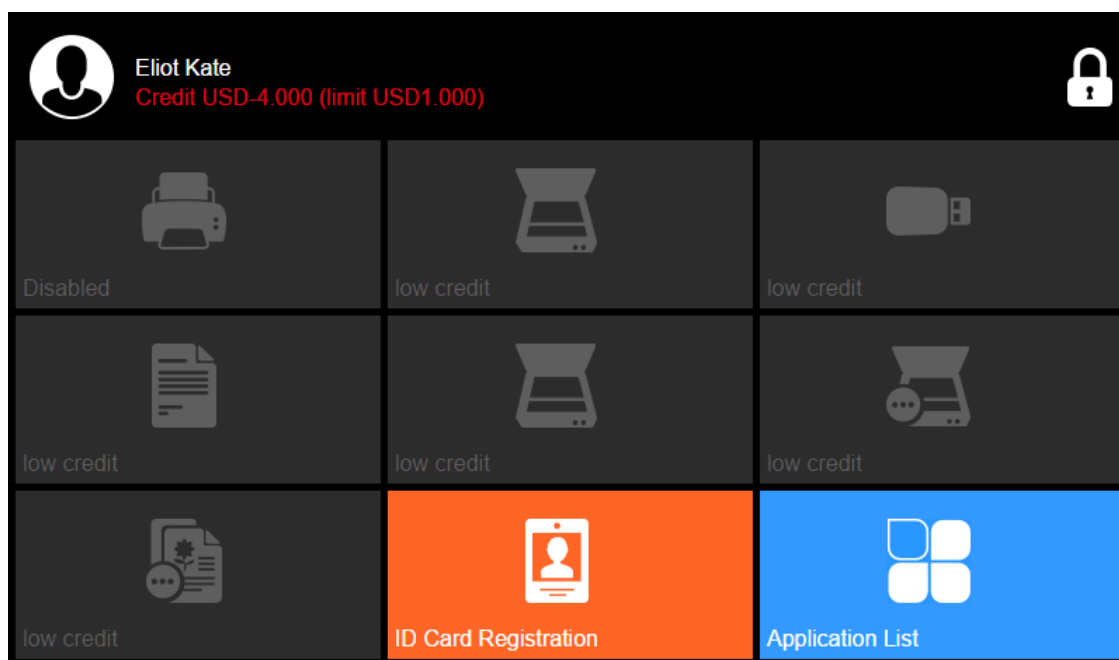 Eliot Kate
Credit USD-4.000 (limit USD1.000)
Disabled
low credit
low credit
low credit
low credit
low credit
low credit
ID Card Registration
Application List